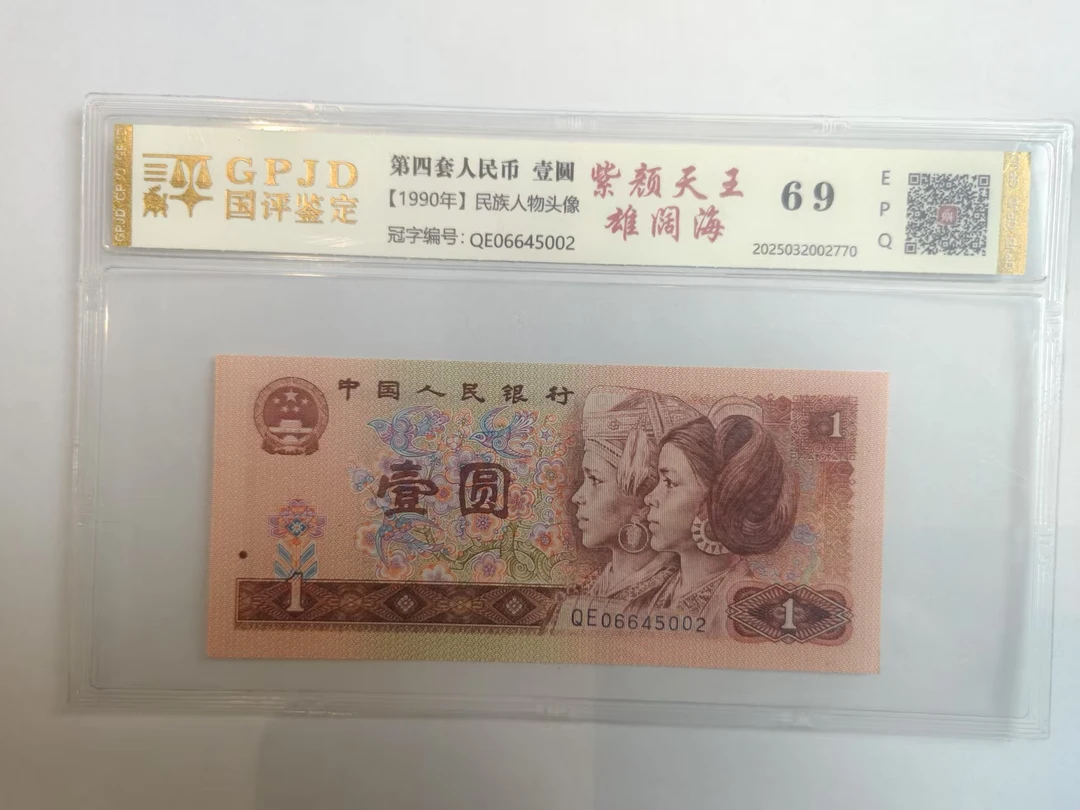 GPJD
国评鉴定
第四套人民币 壹圆
【1990年】民族人物头像
冠字编号: QE06645002
紫颜天王
雄阔海
69
2025032002770
E
P
Q
中国人民银行
壹圆
1
1
QE06645002
1